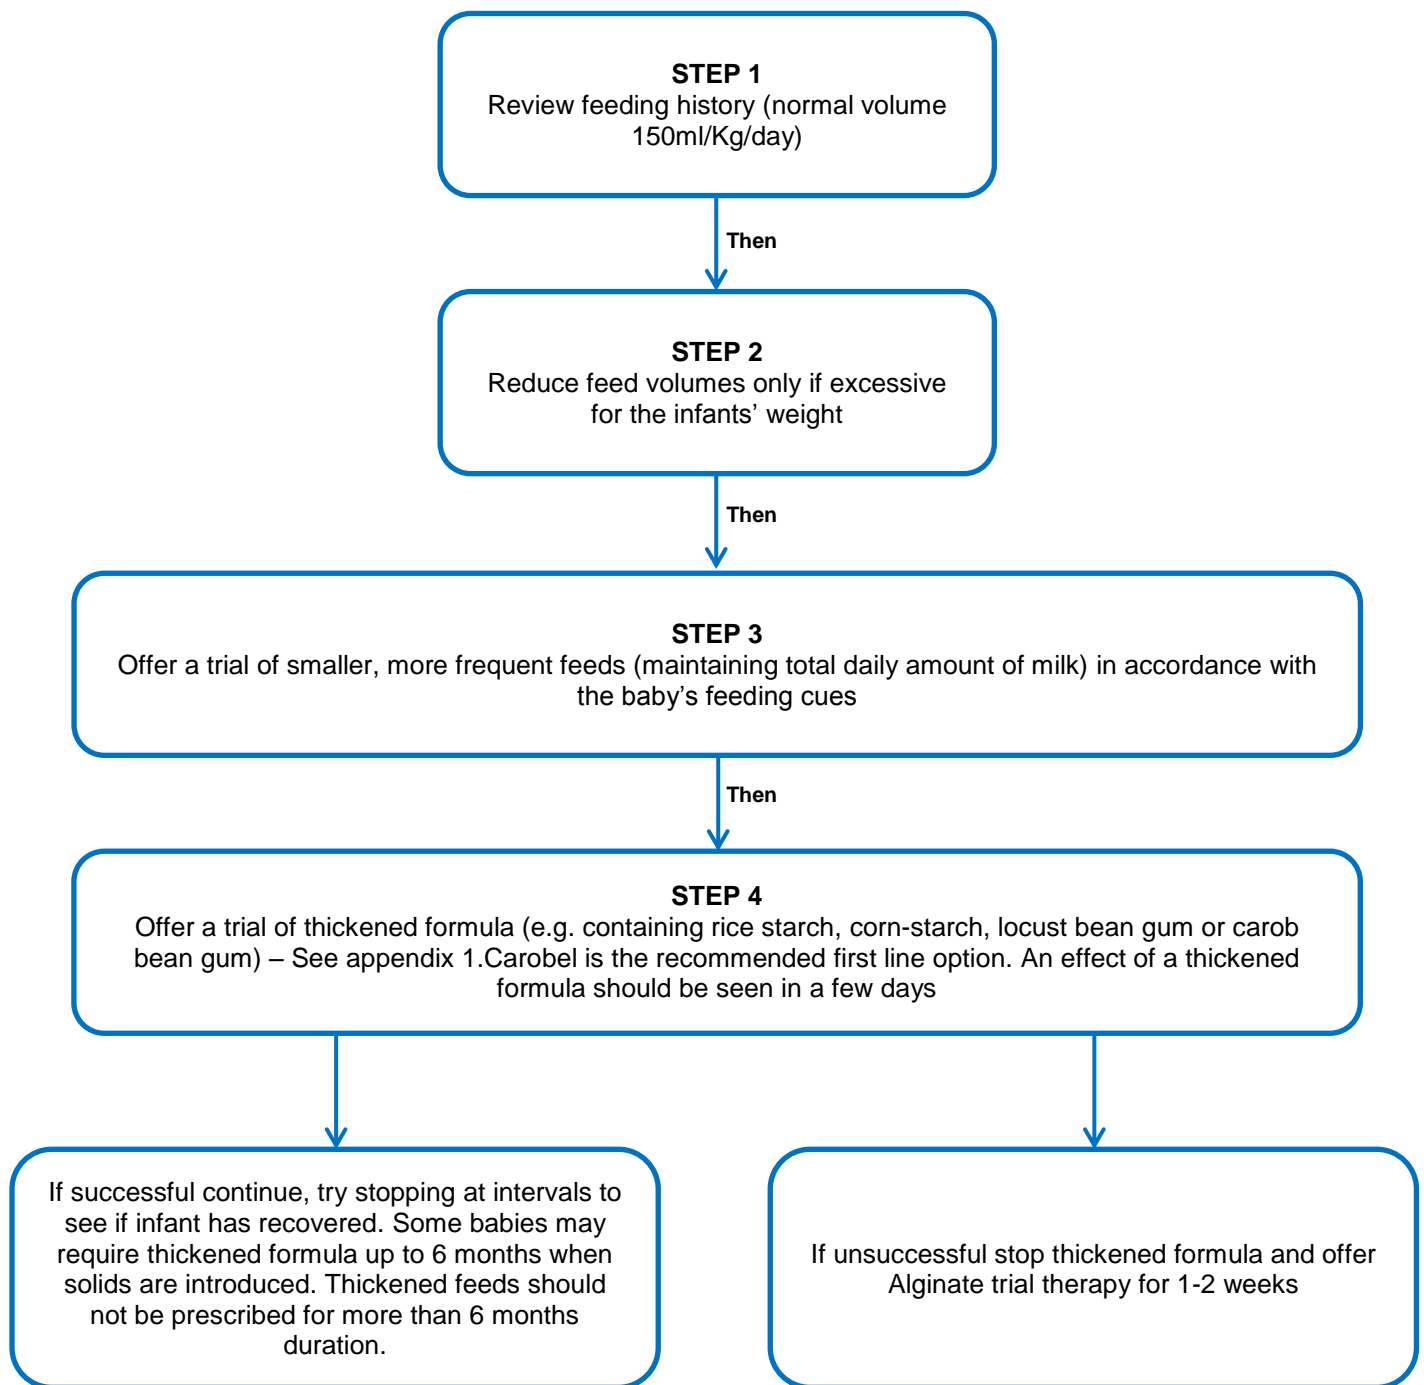 STEP 1
Review feeding history (normal volume
150ml/Kg/day)
Then
STEP 2
Reduce feed volumes only if excessive
for the infants’ weight
Then
STEP 3
Offer a trial of smaller, more frequent feeds (maintaining total daily amount of milk) in accordance with
the baby’s feeding cues
Then
STEP 4
Offer a trial of thickened formula (e.g. containing rice starch, corn-starch, locust bean gum or carob
bean gum) – See appendix 1.Carobel is the recommended first line option. An effect of a thickened
formula should be seen in a few days
If successful continue, try stopping at intervals to
see if infant has recovered. Some babies may
require thickened formula up to 6 months when
solids are introduced. Thickened feeds should
not be prescribed for more than 6 months
duration.
If unsuccessful stop thickened formula and offer
Alginate trial therapy for 1-2 weeks